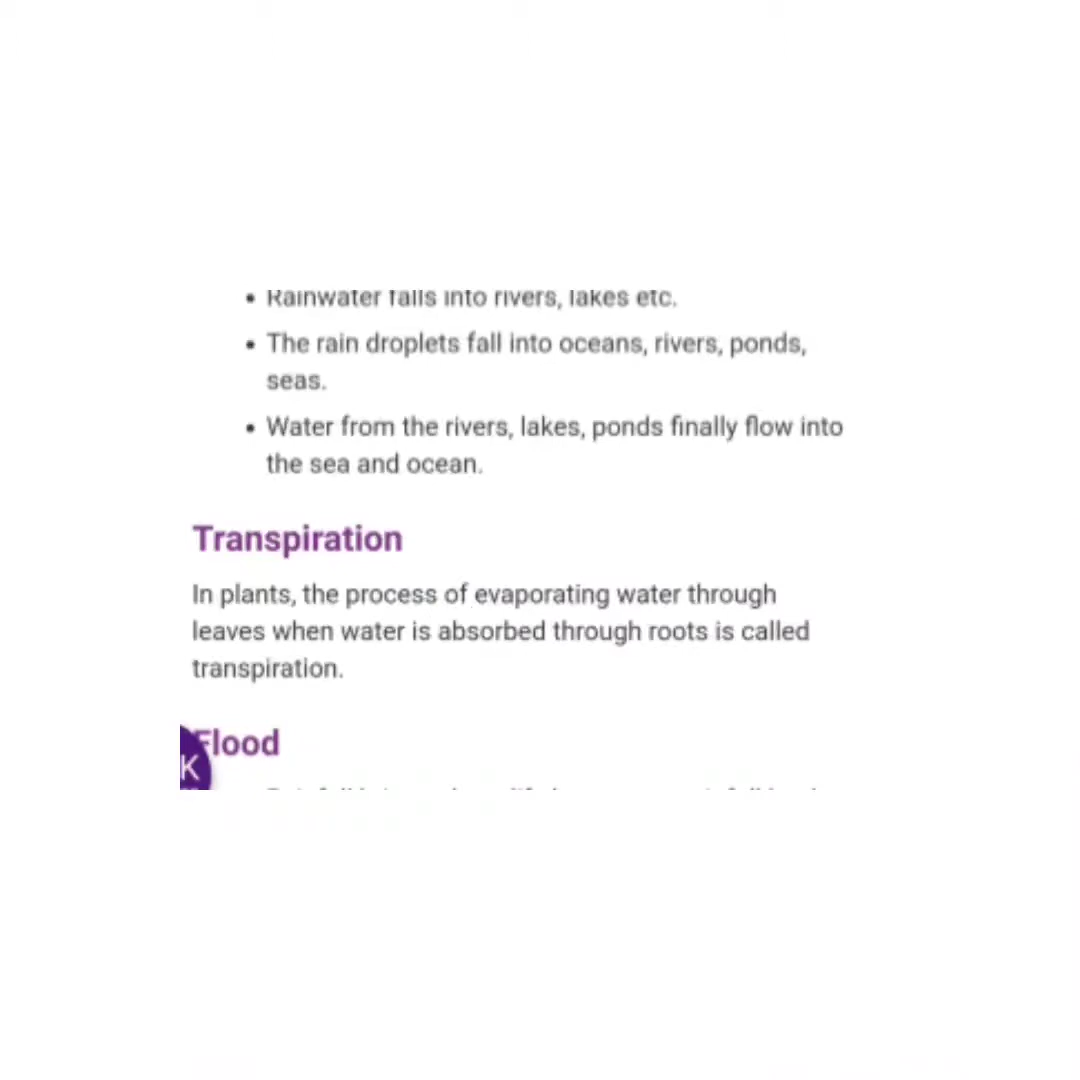 • Rainwater falls into rivers, lakes etc.
• The rain droplets fall into oceans, rivers, ponds,
seas.
• Water from the rivers, lakes, ponds finally flow into
the sea and ocean.
Transpiration
In plants, the process of evaporating water through
leaves when water is absorbed through roots is called
transpiration.
Flood
K